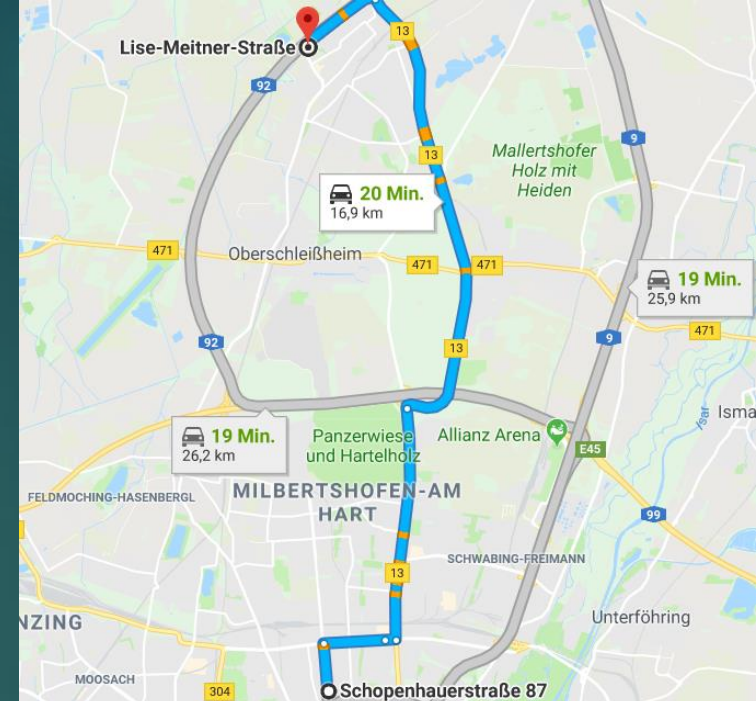 13
Lise-Meitner-Straße
92
9
13
Mallertshofer
Holz mit
Heiden
20 Min.
16,9 km
471
Oberschleißheim
471
471
19 Min.
25,9 km
92
13
9
471
Isma
Isar
19 Min.
26,2 km
Panzerwiese
und Hartelholz
Allianz Arena
E45
FELDMOCHING-HASENBERGL
MILBERTSHOFEN-AM
HART
99
SCHWABING-FREIMANN
13
NZING
Unterföhring
MOOSACH
304
Schopenhauerstraße 87